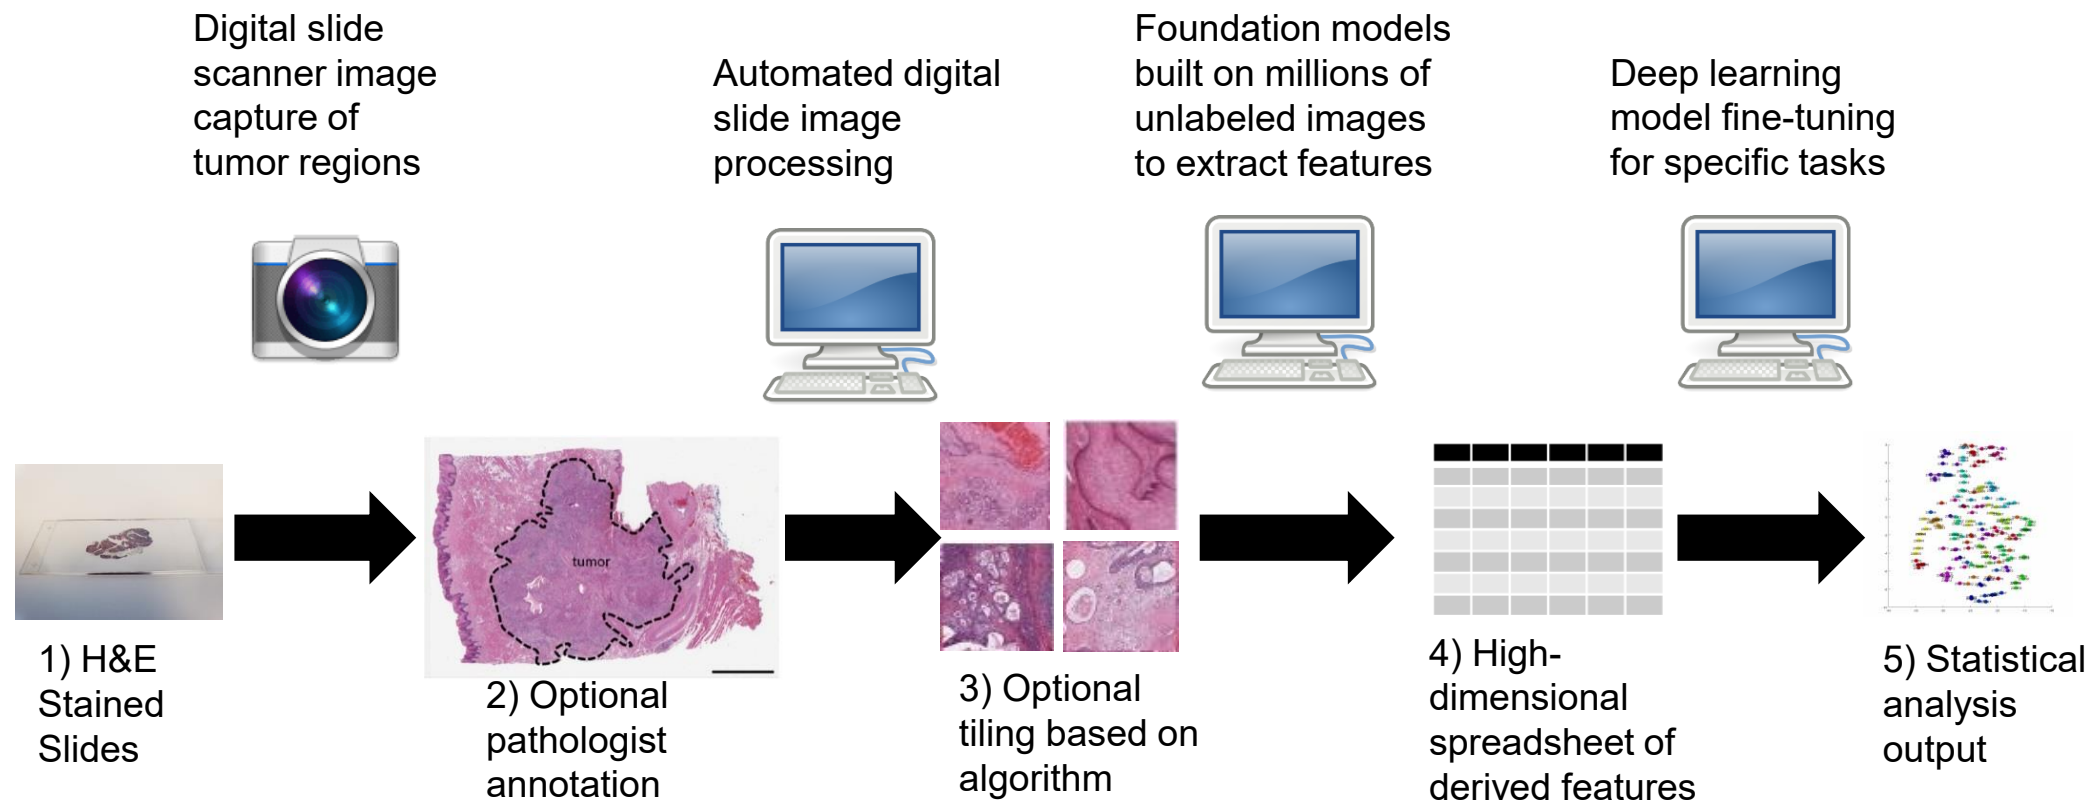 Digital slide
scanner image
capture of
tumor regions
Automated digital
slide image
processing
Foundation models
built on millions of
unlabeled images
to extract features
Deep learning
model fine-tuning
for specific tasks
tumor
1) H&E
Stained
Slides
2) Optional
pathologist
annotation
3) Optional
tiling based on
algorithm
4) High-
dimensional
spreadsheet of
derived features
5) Statistical
analysis
output